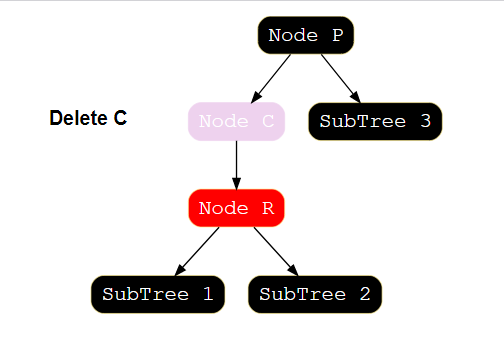 Node P
Delete C
Node C
SubTree 3
Node R
SubTree 1
SubTree 2